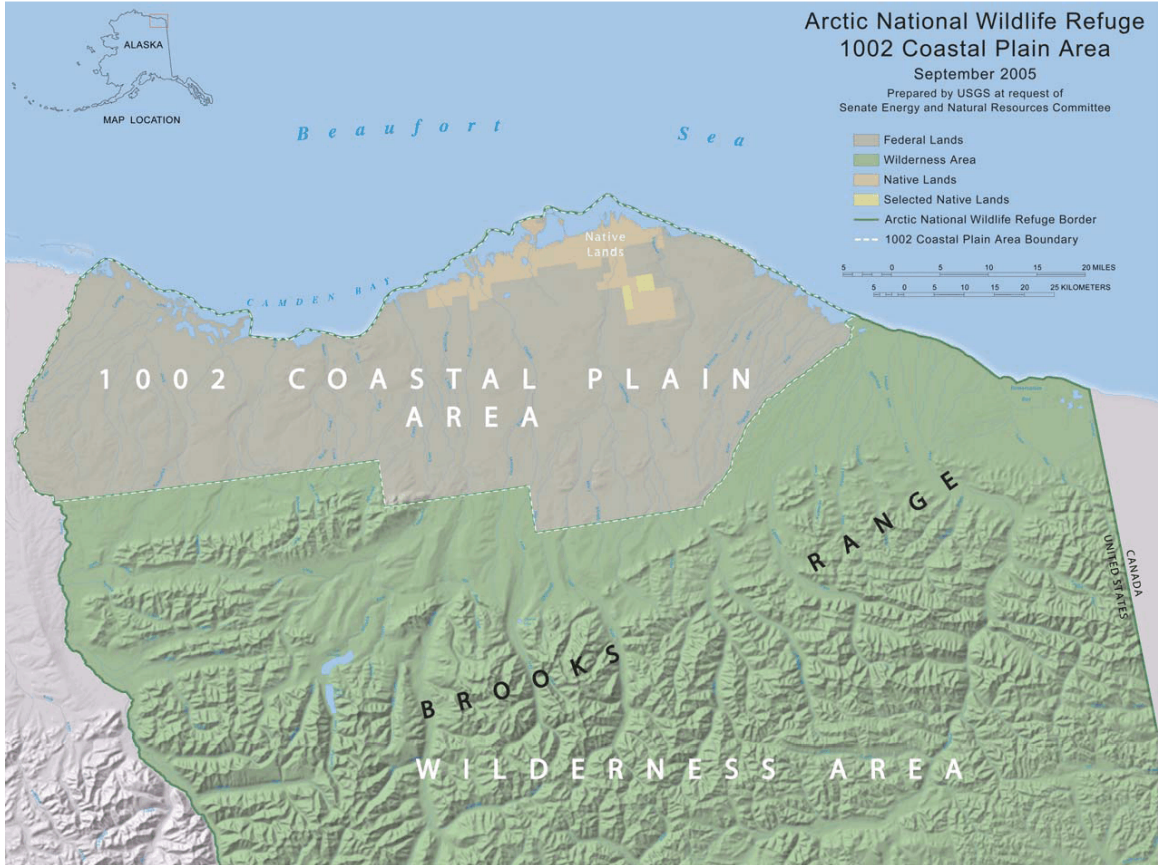 ALASKA
MAP LOCATION
Arctic National Wildlife Refuge
1002 Coastal Plain Area
September 2005
Prepared by USGS at request of
Senate Energy and Natural Resources Committee
Federal Lands
Wilderness Area
Native Lands
Selected Native Lands
Arctic National Wildlife Refuge Border
1002 Coastal Plain Area Boundary
5 0 5 10 15 20 MILES
5 0 5 10 15 20 25 KILOMETERS
Beaufort Sea
Native
Lands
CAMDEN BAY
1002 COASTAL PLAIN
AREA
BROOKS RANGE
CANADA
UNITED STATES
WILDERNESS AREA